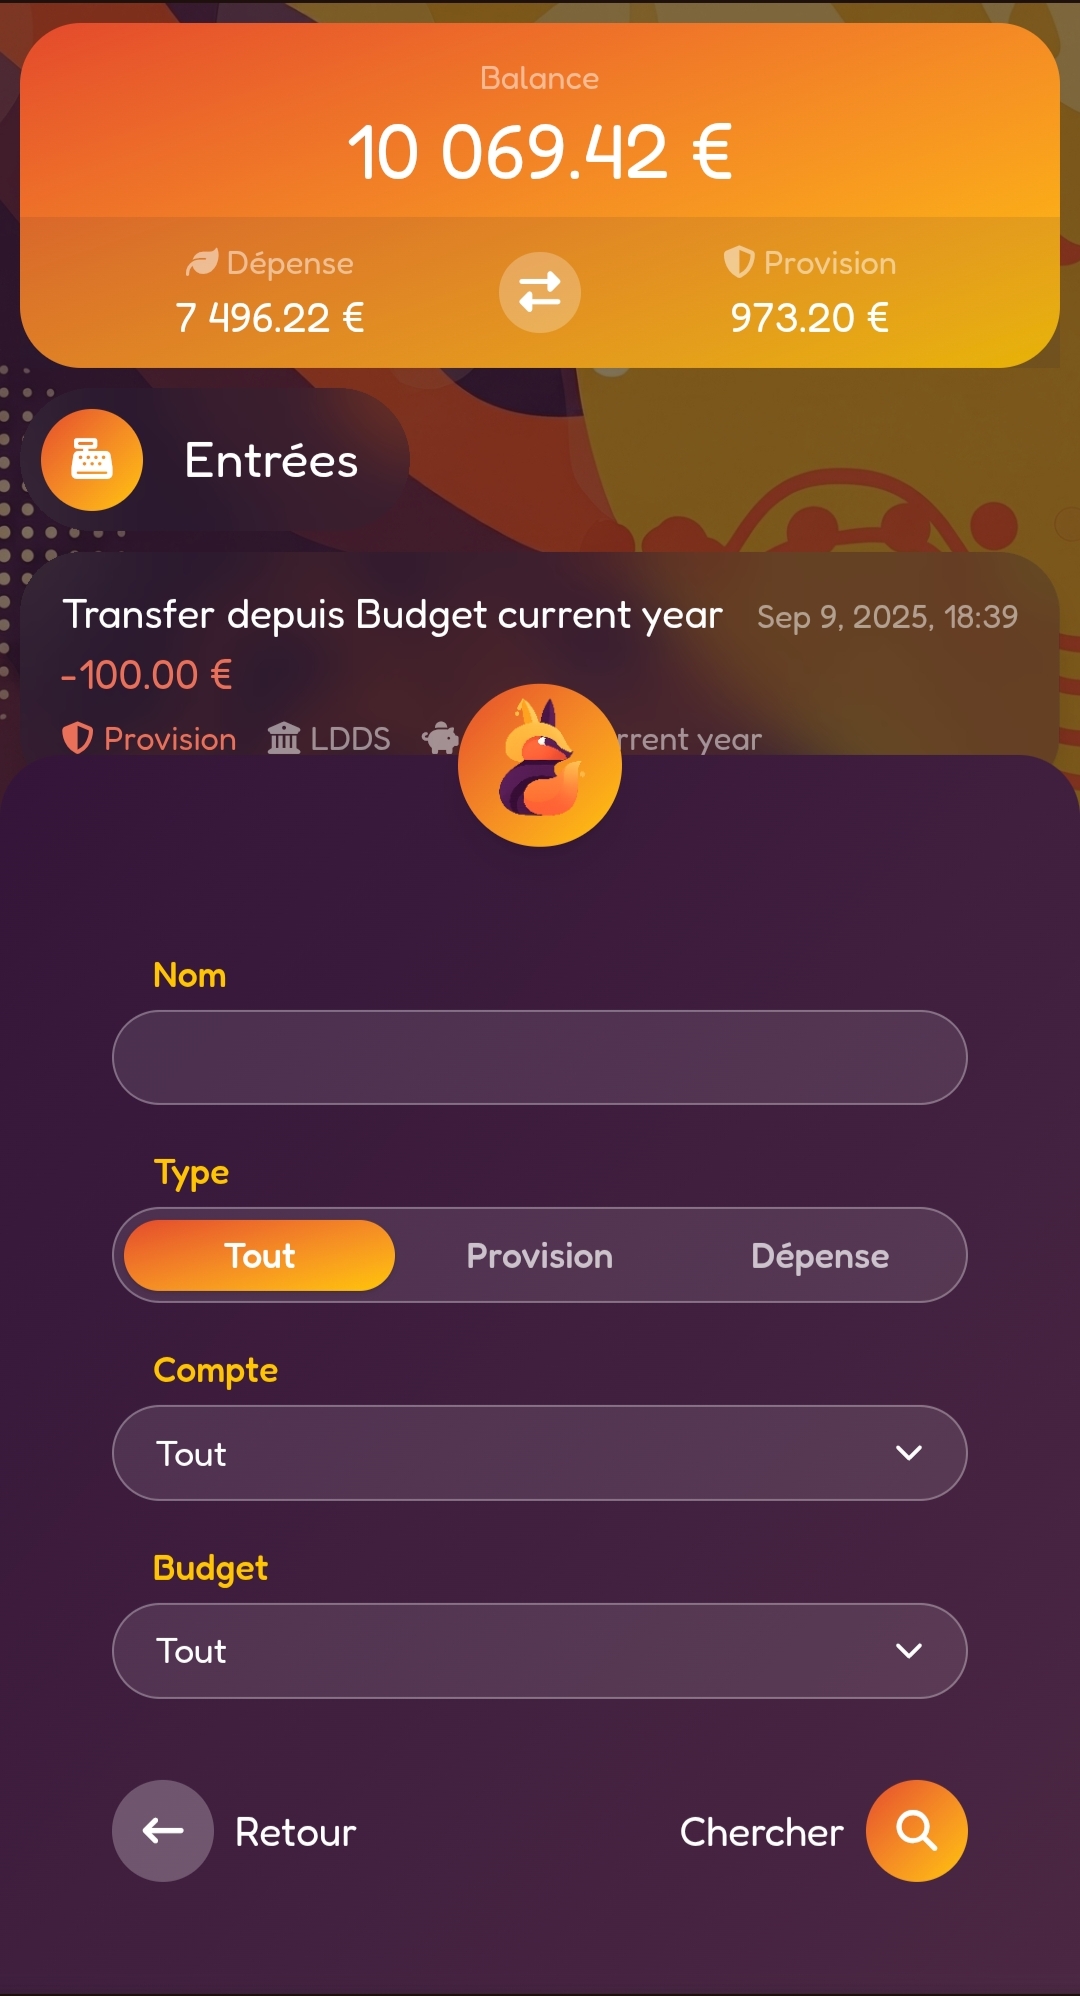 Balance
10 069.42 €
Dépense
Provision
7 496.22 €
973.20 €
Entrées
Transfer depuis Budget current year
Sep 9, 2025, 18:39
-100.00 €
Provision LDDS year
Nom
Type
Tout Provision Dépense
Compte
Tout
Budget
Tout
Retour
Chercher